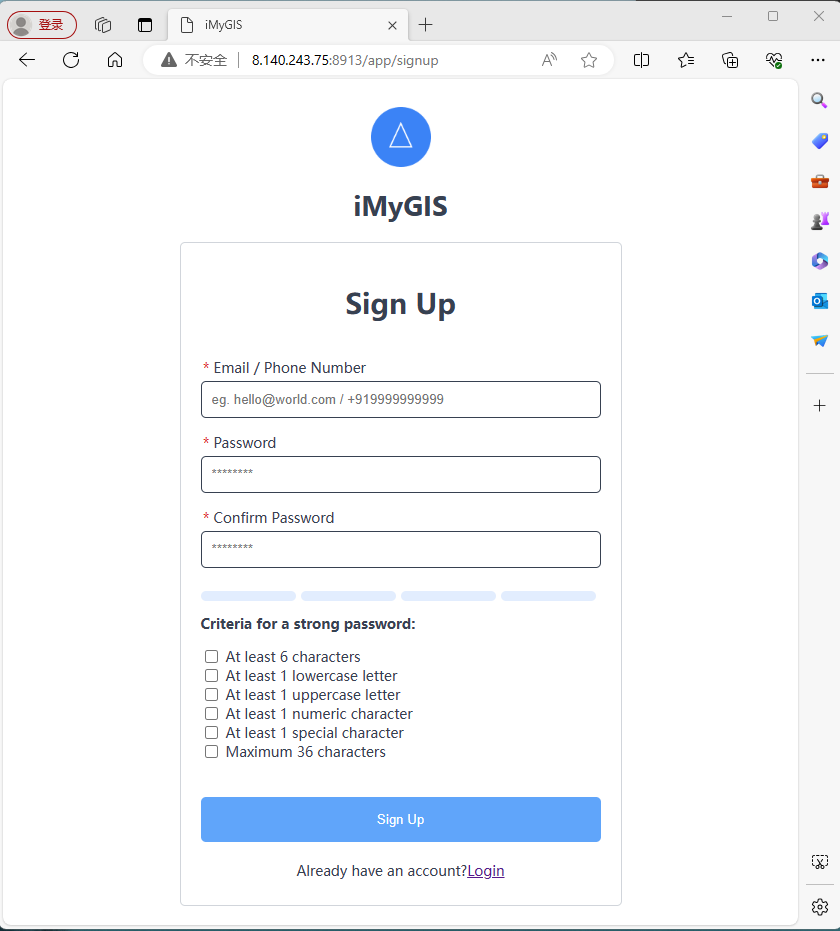 登录
iMyGIS
不安全
8.140.243.75:8913/app/signup
iMyGIS
Sign Up
* Email / Phone Number
eg. hello@world.com / +919999999999
* Password
********
* Confirm Password
********
Criteria for a strong password:
At least 6 characters
At least 1 lowercase letter
At least 1 uppercase letter
At least 1 numeric character
At least 1 special character
Maximum 36 characters
Sign Up
Already have an account?Login